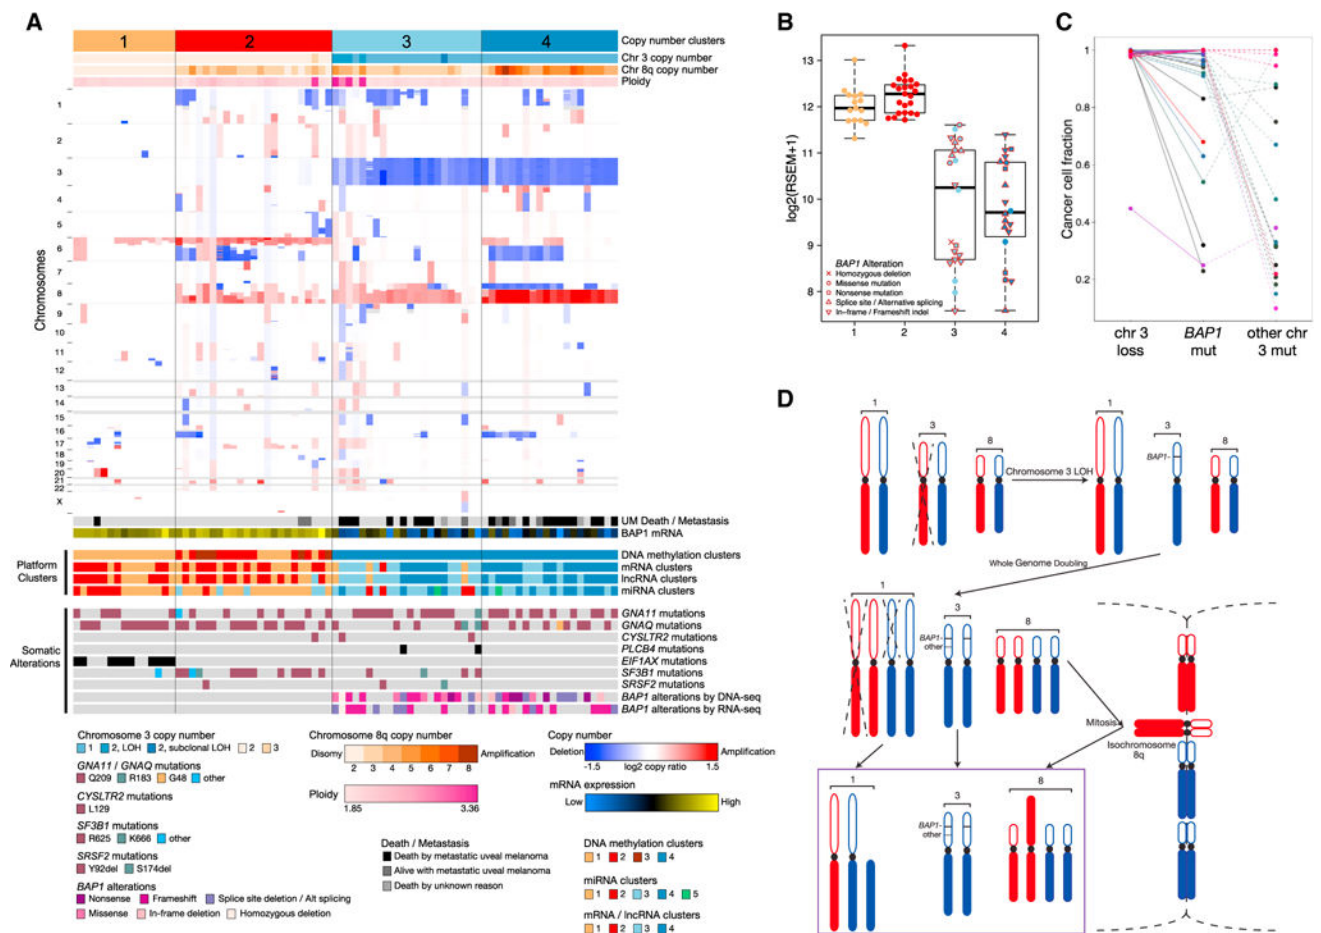 A
1 2 3 4
Copy number clusters
Chr 3 copy number
Chr 8q copy number
Ploidy
Chromosomes
1
2
3
4
5
6
7
8
9
10
11
12
13
14
15
16
17
18
19
20
21
22
X
UM Death / Metastasis
BAP1 mRNA
Platform
Clusters
DNA methylation clusters
mRNA clusters
lncRNA clusters
miRNA clusters
Somatic
Alterations
GNA11 mutations
GNAQ mutations
CYSLTR2 mutations
PLCB4 mutations
EIF1AX mutations
SF3B1 mutations
SRSF2 mutations
BAP1 alterations by DNA-seq
BAP1 alterations by RNA-seq
Chromosome 3 copy number
1 2, LOH 2, subclonal LOH 2 3
GNA11 / GNAQ mutations
Q209 R183 G48 other
CYSLTR2 mutations
L129
SF3B1 mutations
R625 K666 other
SRSF2 mutations
Y92del S174del
BAP1 alterations
Nonsense Frameshift Splice site deletion / Alt splicing
Missense In-frame deletion Homozygous deletion
Chromosome 8q copy number
Disomy Amplification
2 3 4 5 6 7 8
Ploidy
1.85 3.36
Death / Metastasis
Death by metastatic uveal melanoma
Alive with metastatic uveal melanoma
Death by unknown reason
Copy number
Deletion Amplification
-1.5 log2 copy ratio 1.5
mRNA expression
Low High
DNA methylation clusters
1 2 3 4
miRNA clusters
1 2 3 4 5
mRNA / lncRNA clusters
1 2 3 4
B
log2(RSEM+1)
13
12
11
10
9
8
BAP1 Alteration
Homozygous deletion
Missense mutation
Nonsense mutation
Splice site / Alternative splicing
In-frame / Frameshift indel
1 2 3 4
C
Cancer cell fraction
1
0.8
0.6
0.4
0.2
chr 3
loss
BAP1
mut
other chr
3 mut
D
1
3
8
Chromosome 3 LOH
1
3
BAP1-
8
Whole Genome Doubling
1
3
BAP1-
other
8
Mitosis
Isochromosome
8q
1
3
BAP1-
other
8